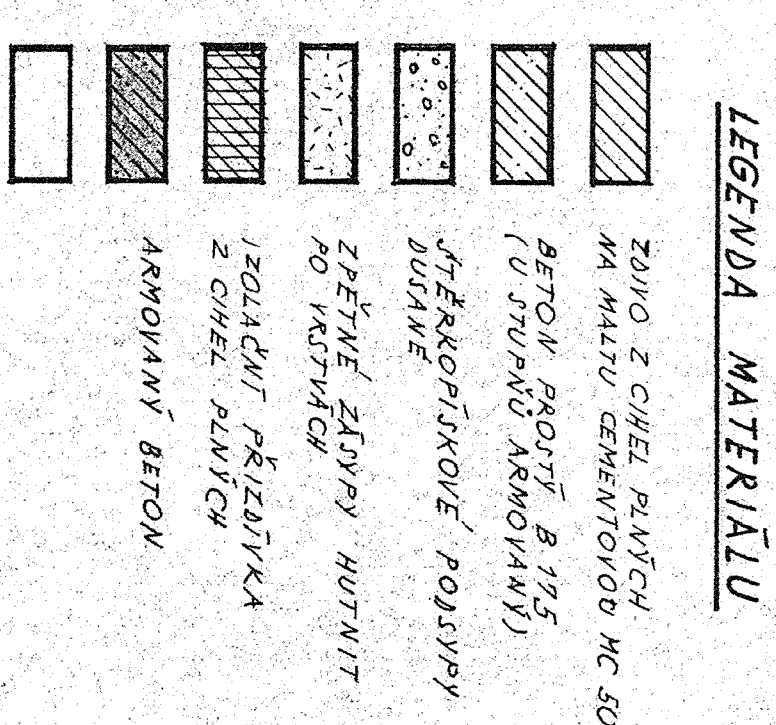 LEGENDA MATERIÁLU
ZDIVO Z CIHEL PLNÝCH
NA MALTU CEMENTOVOU MC 50
BETON PROSTÝ B 175
(U STUPŇŮ ARMOVANÝ)
ŠTĚRKOPÍSKOVÉ PODSYPY
DUSANÉ
ZPĚTNÉ ZÁSYPY HUTNIT
PO VRSTVÁCH
IZOLAČNÍ PŘIZDÍVKA
Z CIHEL PLNÝCH
ARMOVANÝ BETON